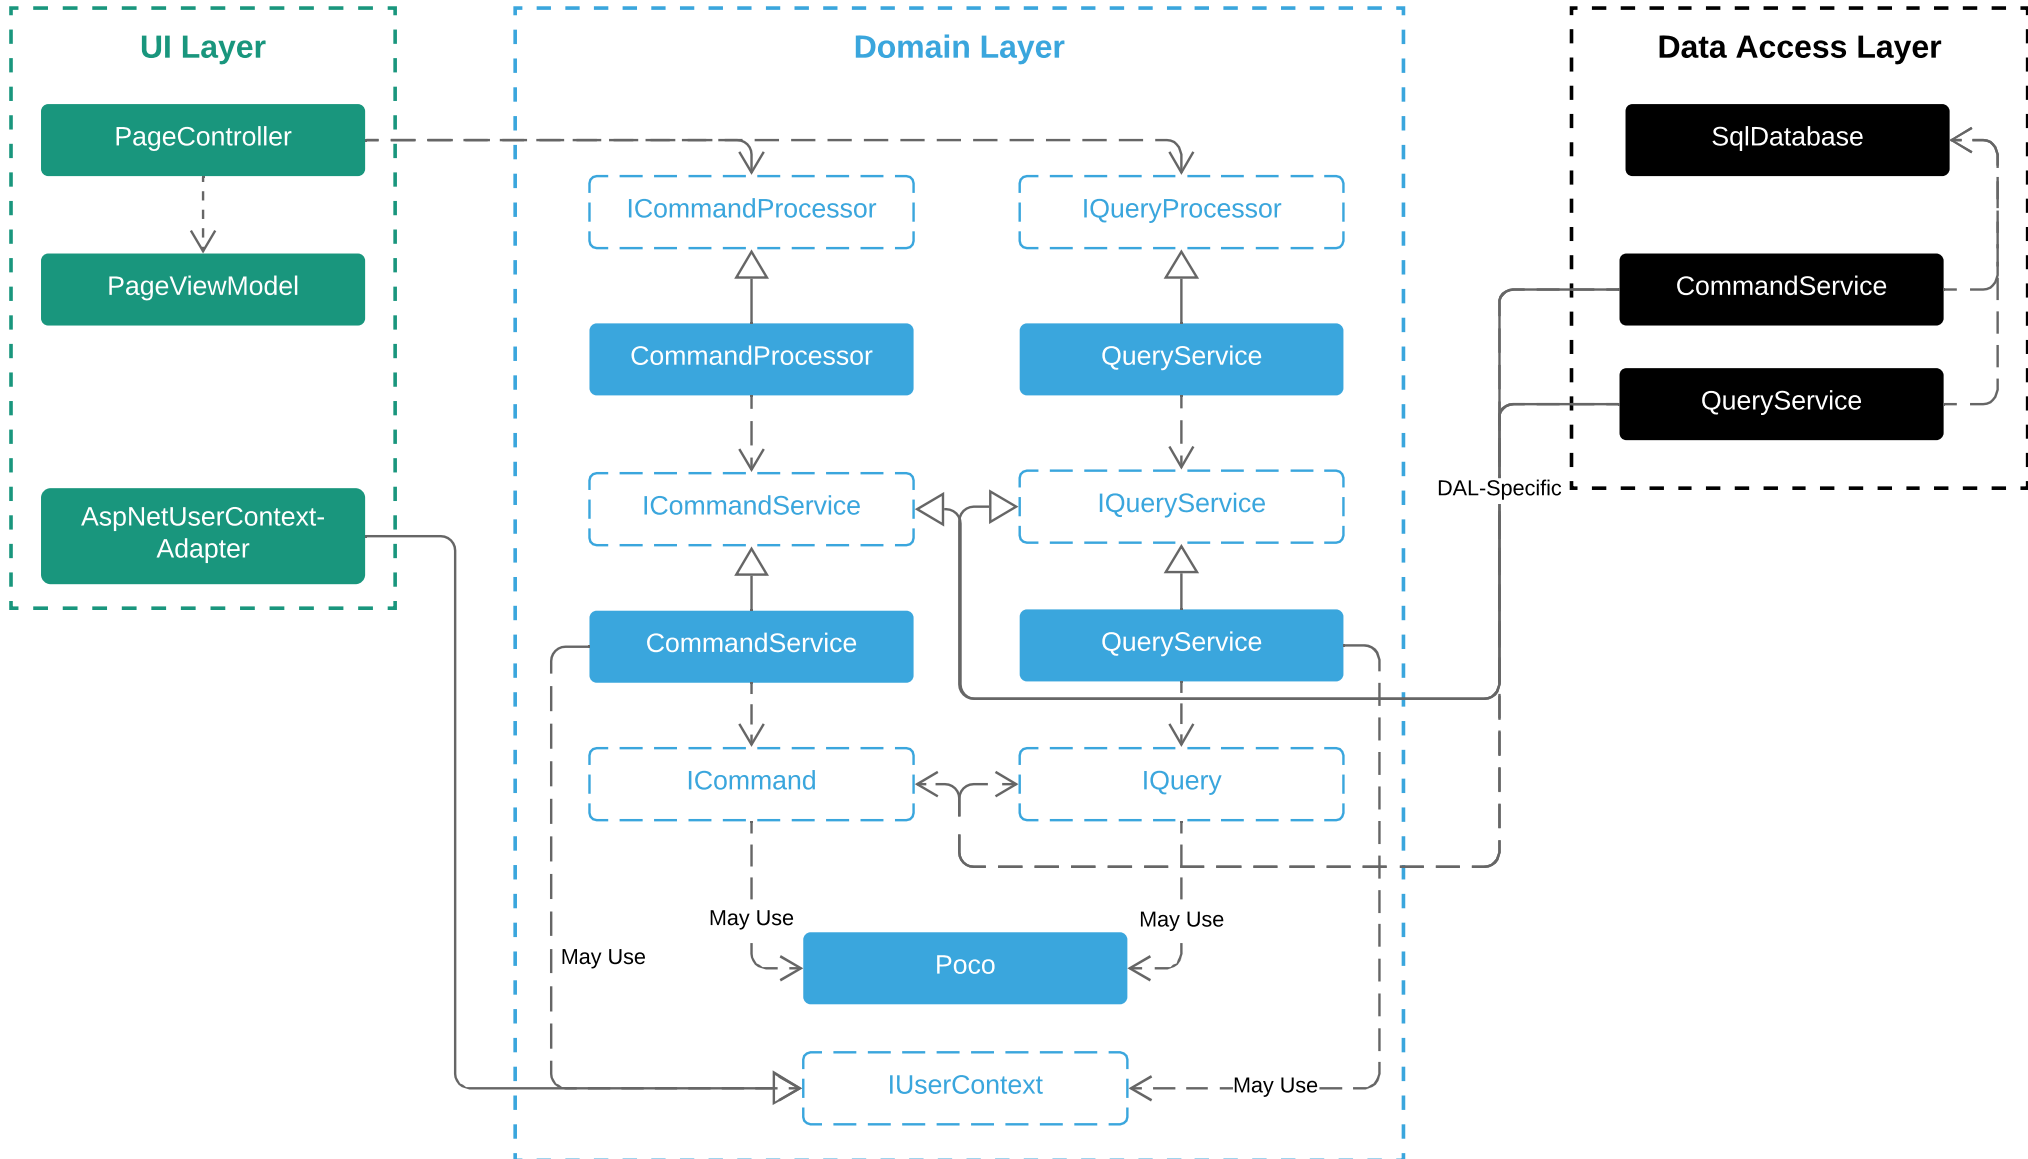 UI Layer
PageController
PageViewModel
AspNetUserContext-
Adapter
Domain Layer
ICommandProcessor
IQueryProcessor
CommandProcessor
QueryService
ICommandService
IQueryService
CommandService
QueryService
ICommand
IQuery
May Use
May Use
May Use
Poco
IUserContext
May Use
DAL-Specific
Data Access Layer
SqlDatabase
CommandService
QueryService